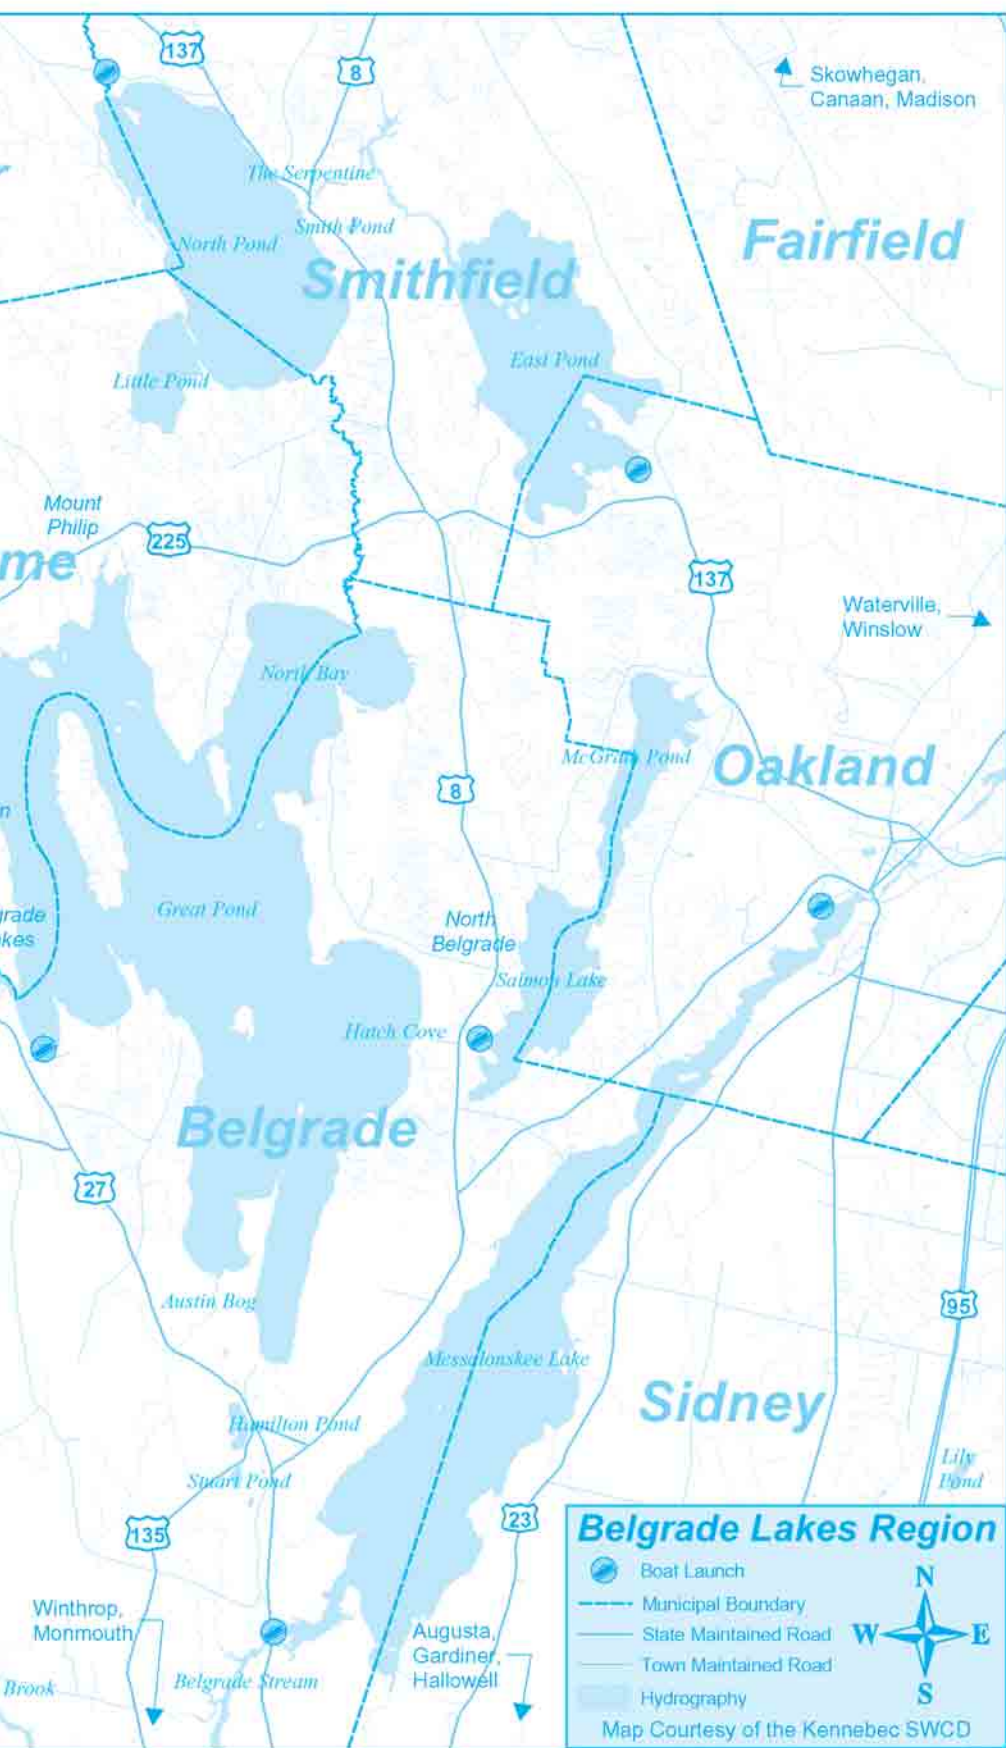 137
8
Skowhegan,
Canaan, Madison
The Serpentine
Smith Pond
North Pond
Fairfield
Smithfield
East Pond
Little Pond
Mount
Philip
225
me
137
Waterville,
Winslow
North Bay
McGrath Pond
Oakland
8
n
Great Pond
grade
kes
North
Belgrade
Salmon Lake
Hatch Cove
Belgrade
27
Austin Bog
95
Messalonskee Lake
Sidney
Hamilton Pond
Lily
Pond
Stuart Pond
23
135
Winthrop,
Monmouth
Augusta,
Gardiner,
Hallowell
Belgrade Stream
Brook
Belgrade Lakes Region
Boat Launch
Municipal Boundary
State Maintained Road
Town Maintained Road
Hydrography
N
W E
S
Map Courtesy of the Kennebec SWCD